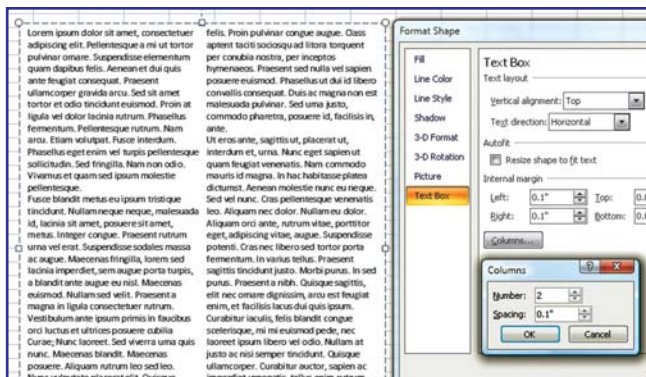 Lorem ipsum dolor sit amet, consectetuer
adipiscing elit. Pellentesque a mi ut tortor
pulvinar ornare. Suspendisse elementum
quam dapibus felis. Aenean et dui quis
ante feugiat consequat. Praesent
ullamcorper gravida arcu. Sed sit amet
tortor et odio tincidunt euismod. Proin at
ligula vel dolor lacinia rutrum. Phasellus
fermentum. Pellentesque rutrum. Nam
arcu. Etiam volutpat. Fusce interdum.
Phasellus eget enim vel turpis pellentesque
sollicitudin. Sed fringilla. Nam non odio.
Vivamus et quam sed ipsum molestie
pellentesque.
Fusce blandit metus eu ipsum tristique
tincidunt. Nullam neque neque, malesuada
id, lacinia sit amet, posuere sit amet,
metus. Integer congue. Praesent rutrum
urna vel erat. Suspendisse sodales massa
ac augue. Maecenas fringilla, lorem sed
lacinia imperdiet, sem augue porta turpis,
a blandit ante augue eu nisl. Maecenas
euismod. Nullam sed velit. Praesent a
magna in ligula consectetuer rutrum.
Vestibulum ante ipsum primis in faucibus
orci luctus et ultrices posuere cubilia
Curae; Nunc laoreet. Sed viverra urna quis
nunc. Maecenas blandit. Maecenas
posuere. Aliquam rutrum leo sed leo.
felis. Proin pulvinar congue augue. Class
aptent taciti sociosqu ad litora torquent
per conubia nostra, per inceptos
hymenaeos. Praesent sed nulla vel sapien
posuere euismod. Phasellus ut dui id libero
convallis consequat. Duis ac magna non est
malesuada pulvinar. Sed urna justo,
commodo pharetra, posuere id, facilisis in,
ante.
Ut eros ante, sagittis ut, placerat ut,
interdum et, urna. Nunc eget sapien ut
quam feugiat venenatis. Nam commodo
mauris id magna. In hac habitasse platea
dictumst. Aenean molestie nunc eu neque.
Sed vel nunc. Cras pellentesque venenatis
leo. Aliquam nec dolor. Nullam eu dolor.
Aliquam orci ante, rutrum vitae, porttitor
eget, adipiscing vitae, augue. Suspendisse
potenti. Cras nec libero sed tortor porta
fermentum. In varius tellus. Praesent
sagittis tincidunt justo. Morbi purus. In sed
purus. Praesent a nibh. Quisque sagittis,
elit nec ornare dignissim, arcu est feugiat
enim, et facilisis lacus dui quis ipsum.
Curabitur iaculis, felis blandit congue
scelerisque, mi mi euismod pede, nec
laoreet ipsum libero vel odio. Nullam at
justo ac nisi semper tincidunt. Quisque
ullamcorper. Curabitur auctor, sapien ac
Format Shape
Fill
Line Color
Line Style
Shadow
3-D Format
3-D Rotation
Picture
Text Box
Text Box
Text layout
Vertical alignment: Top
Text direction: Horizontal
Autofit
Resize shape to fit text
Internal margin
Left: 0.1" Top:
Right: 0.1" Bottom:
Columns...
Columns
Number: 2
Spacing: 0.1"
OK Cancel